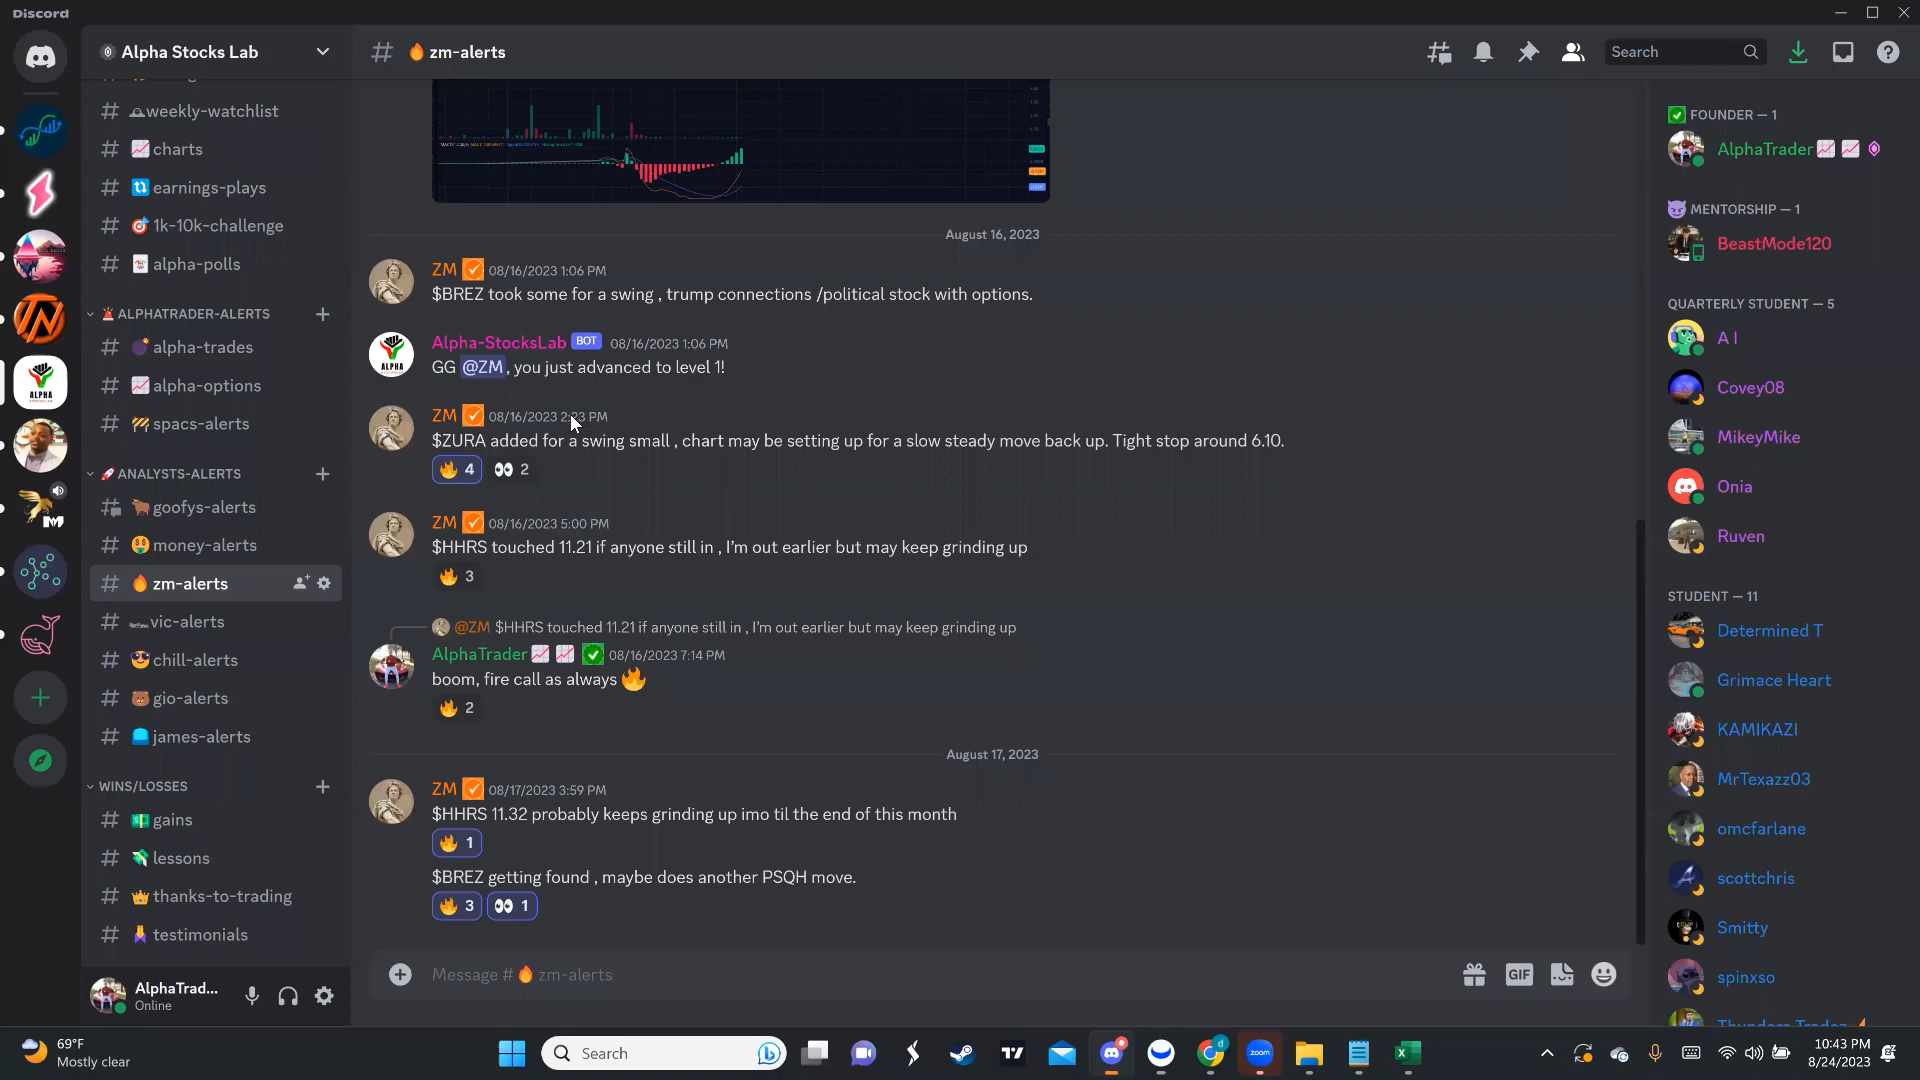 Discord
Alpha Stocks Lab
weekly-watchlist
charts
earnings-plays
1k-10k-challenge
alpha-polls
ALPHATRADER-ALERTS
alpha-trades
alpha-options
spacs-alerts
ANALYSTS-ALERTS
goofys-alerts
money-alerts
zm-alerts
vic-alerts
chill-alerts
gio-alerts
james-alerts
WINS/LOSSES
gains
lessons
thanks-to-trading
testimonials
AlphaTrad...
Online
# 🔥 zm-alerts
Search
August 16, 2023
ZM 08/16/2023 1:06 PM
$BREZ took some for a swing , trump connections /political stock with options.
Alpha-StocksLab BOT 08/16/2023 1:06 PM
GG @ZM, you just advanced to level 1!
ALPHA
ZM 08/16/2023 2:23 PM
$ZURA added for a swing small , chart may be setting up for a slow steady move back up. Tight stop around 6.10.
🔥 4 👀 2
ZM 08/16/2023 5:00 PM
$HHRS touched 11.21 if anyone still in , I'm out earlier but may keep grinding up
🔥 3
@ZM $HHRS touched 11.21 if anyone still in , I'm out earlier but may keep grinding up
AlphaTrader 08/16/2023 7:14 PM
boom, fire call as always 🔥
🔥 2
August 17, 2023
ZM 08/17/2023 3:59 PM
$HHRS 11.32 probably keeps grinding up imo til the end of this month
🔥 1
$BREZ getting found , maybe does another PSQH move.
🔥 3 👀 1
Message # 🔥 zm-alerts
GIF
FOUNDER — 1
AlphaTrader
MENTORSHIP — 1
BeastMode120
QUARTERLY STUDENT — 5
A I
Covey08
MikeyMike
Onia
Ruven
STUDENT — 11
Determined T
Grimace Heart
KAMIKAZI
MrTexazz03
omcfarlane
scottchris
Smitty
spinxso
ALPHA
69°F
Mostly clear
Search
zoom
10:43 PM
8/24/2023